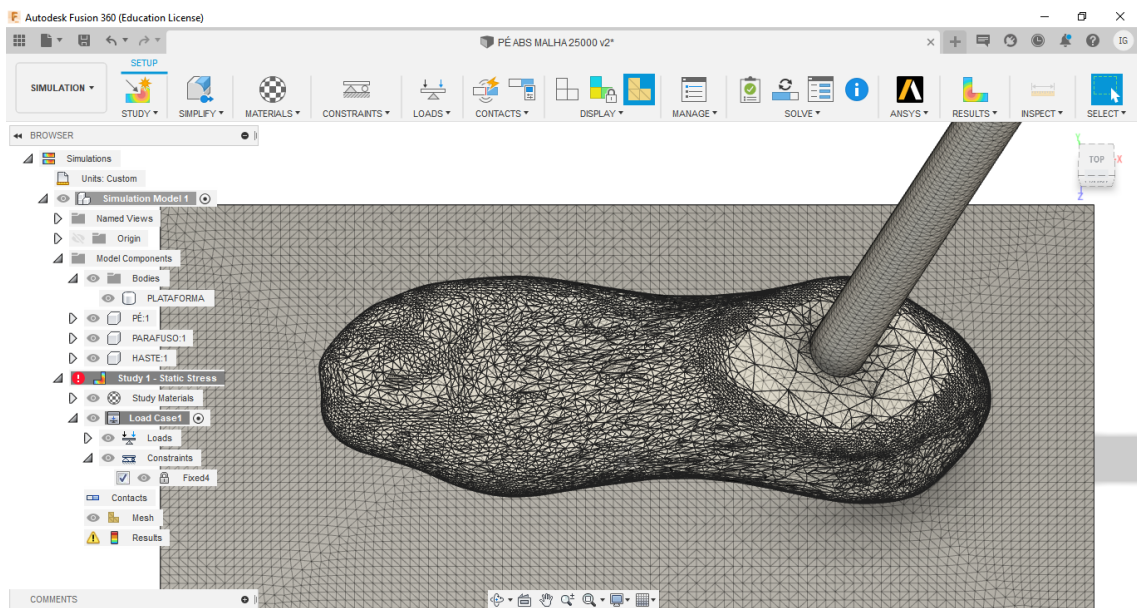 Autodesk Fusion 360 (Education License)
PÉ ABS MALHA 25000 v2*
IG
SETUP
SIMULATION
STUDY
SIMPLIFY
MATERIALS
CONSTRAINTS
LOADS
CONTACTS
DISPLAY
MANAGE
SOLVE
ANSYS
RESULTS
INSPECT
SELECT
BROWSER
Simulations
Units: Custom
Simulation Model 1
Named Views
Origin
Model Components
Bodies
PLATAFORMA
PÉ:1
PARAFUSO:1
HASTE:1
Study 1 - Static Stress
Study Materials
Load Case1
Loads
Constraints
Fixed4
Contacts
Mesh
Results
Y
TOP
X
Z
COMMENTS